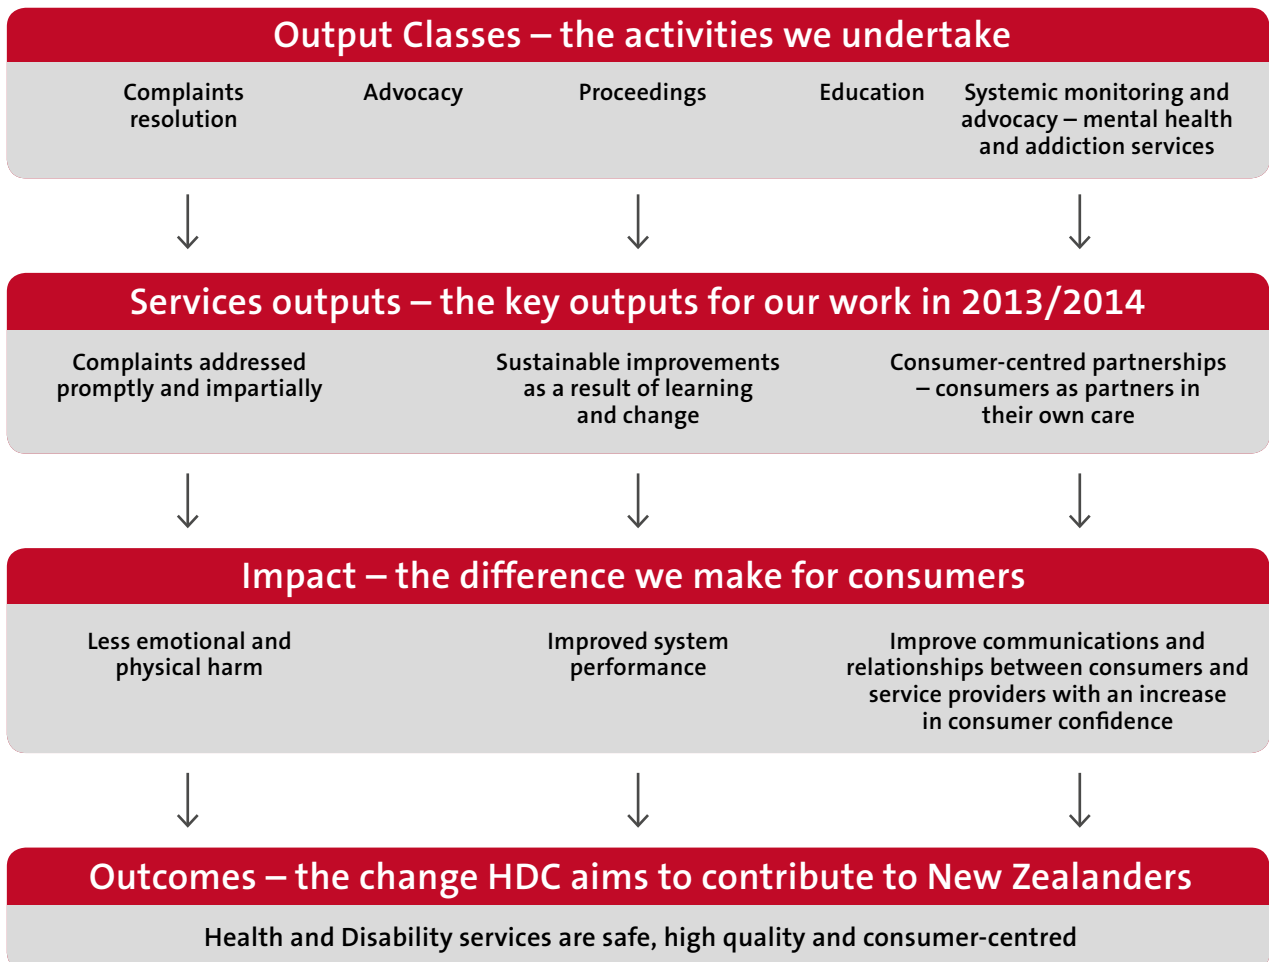 Output Classes – the activities we undertake
Complaints
resolution
Advocacy
Proceedings
Education
Systemic monitoring and
advocacy – mental health
and addiction services
Services outputs – the key outputs for our work in 2013/2014
Complaints addressed
promptly and impartially
Sustainable improvements
as a result of learning
and change
Consumer-centred partnerships
– consumers as partners in
their own care
Impact – the difference we make for consumers
Less emotional and
physical harm
Improved system
performance
Improve communications and
relationships between consumers and
service providers with an increase
in consumer confidence
Outcomes – the change HDC aims to contribute to New Zealanders
Health and Disability services are safe, high quality and consumer-centred